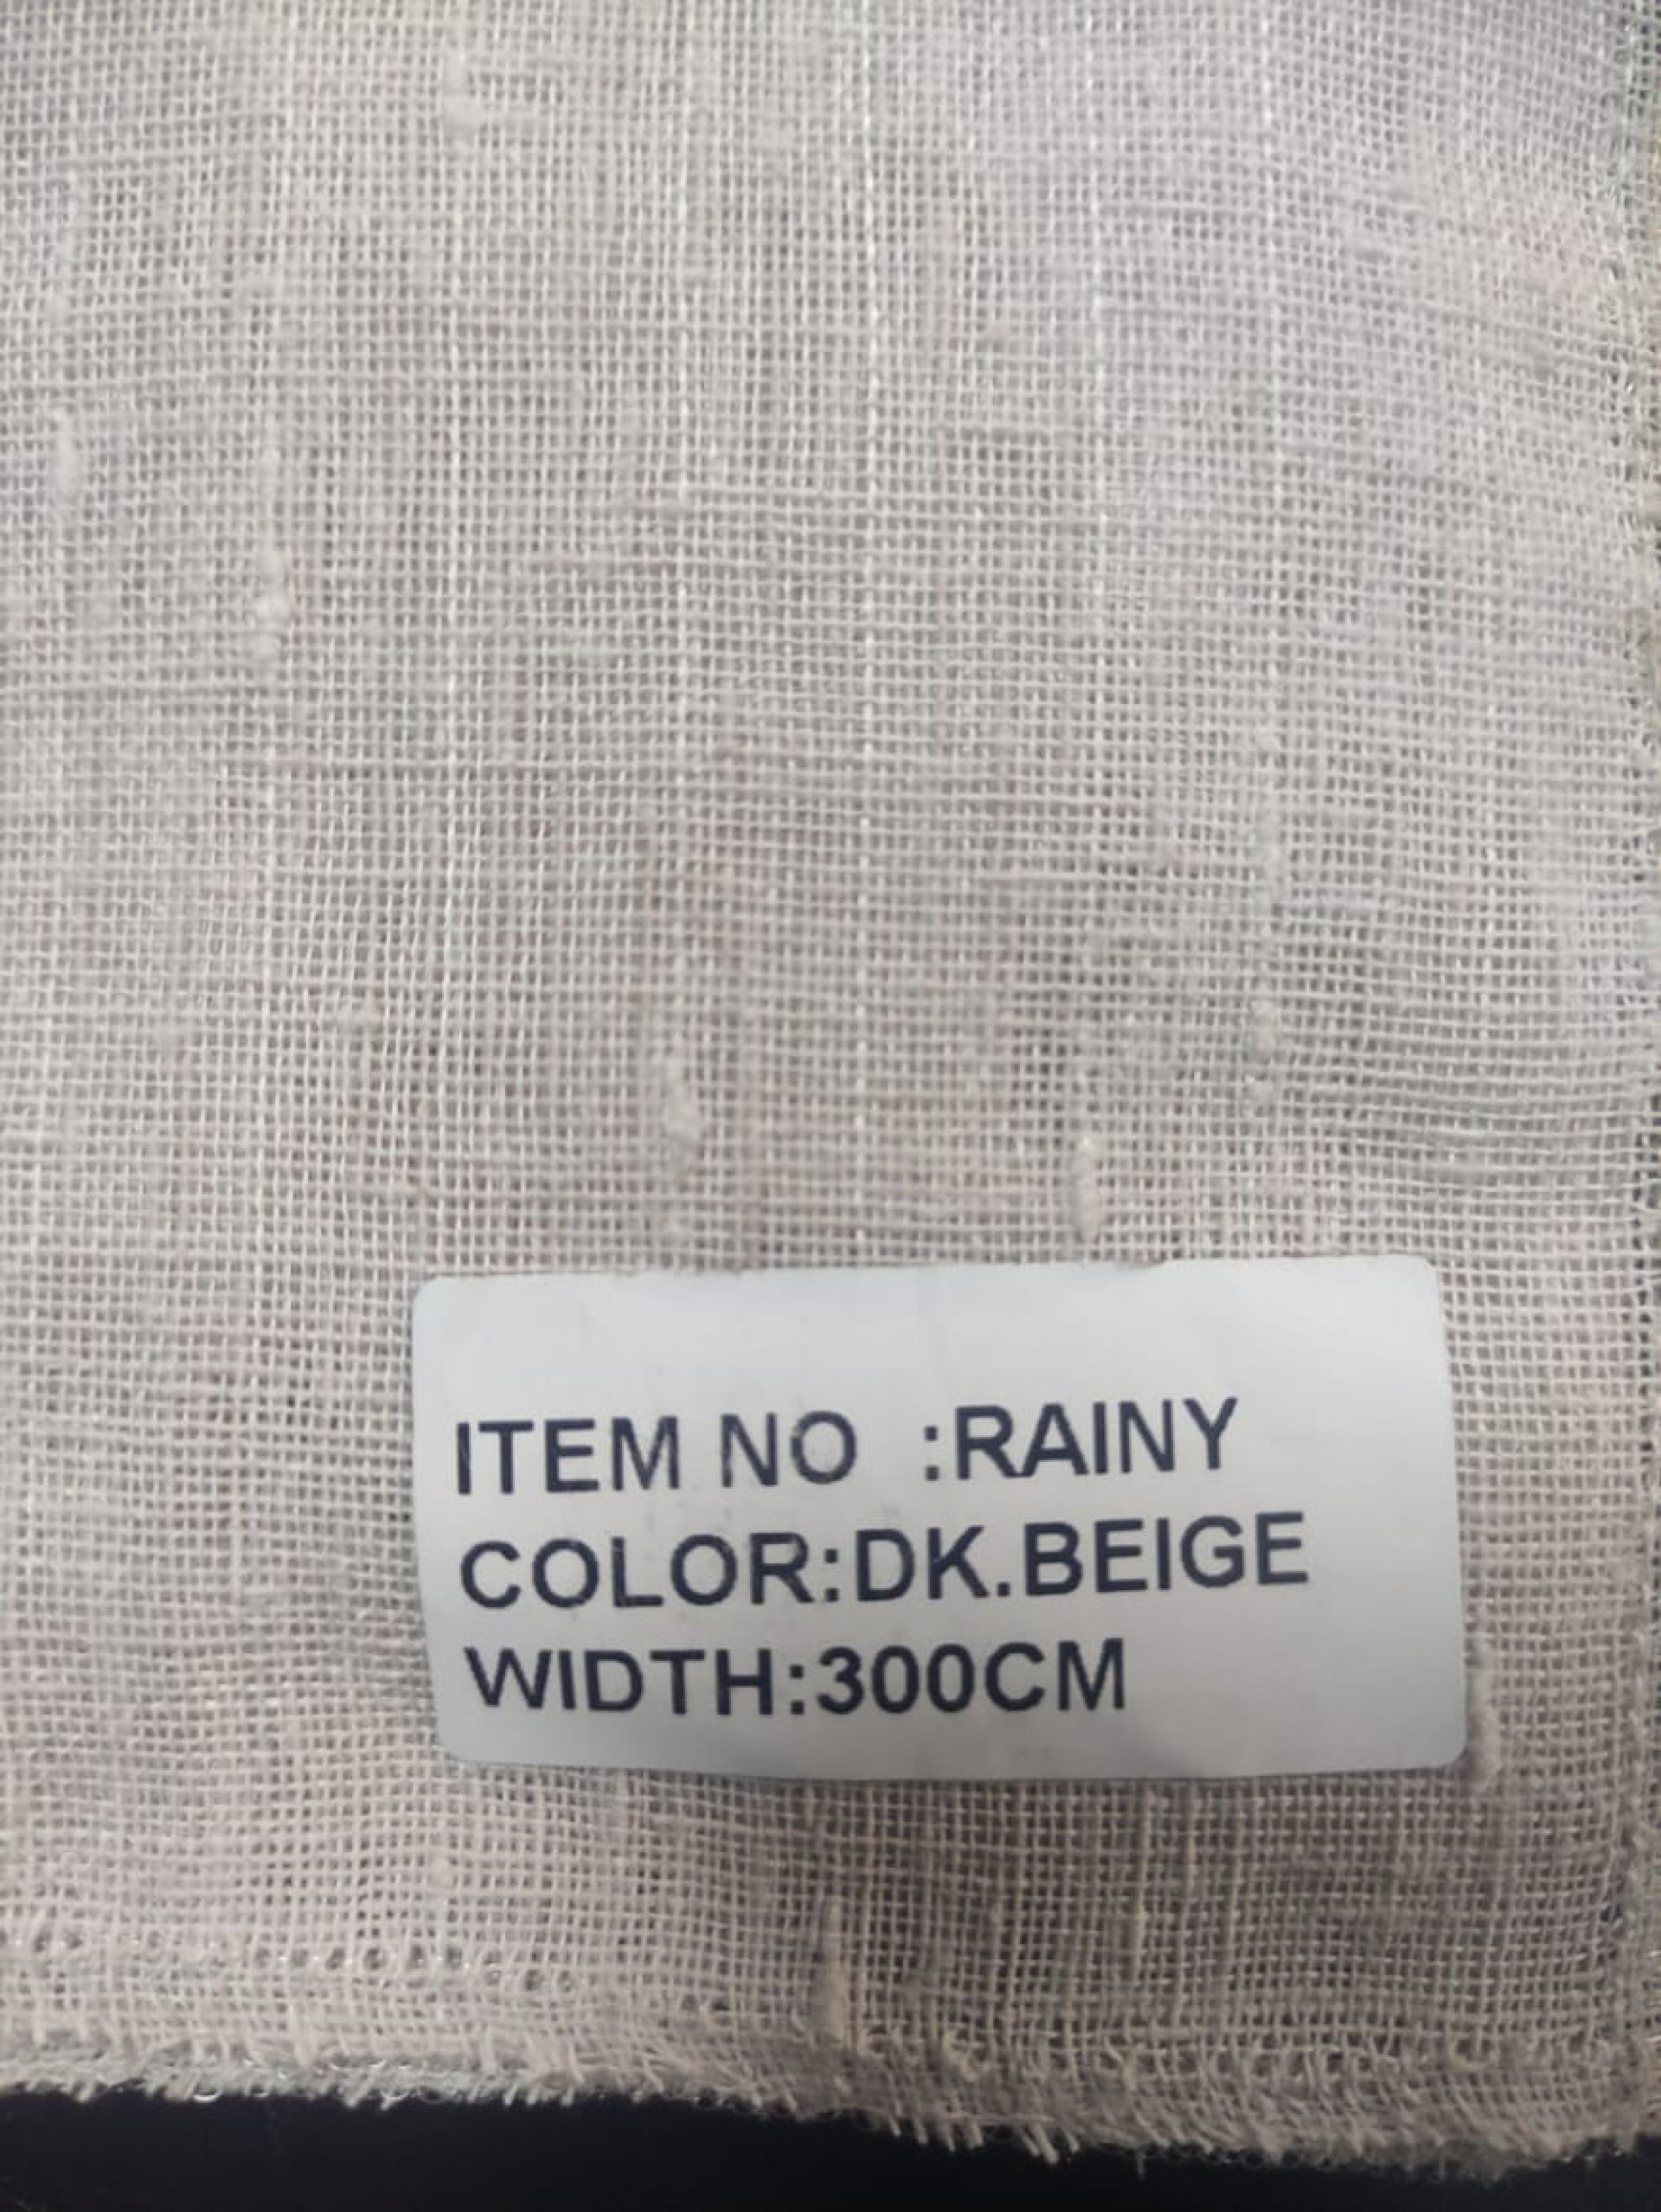 ITEM NO :RAINY
COLOR:DK.BEIGE
WIDTH:300CM